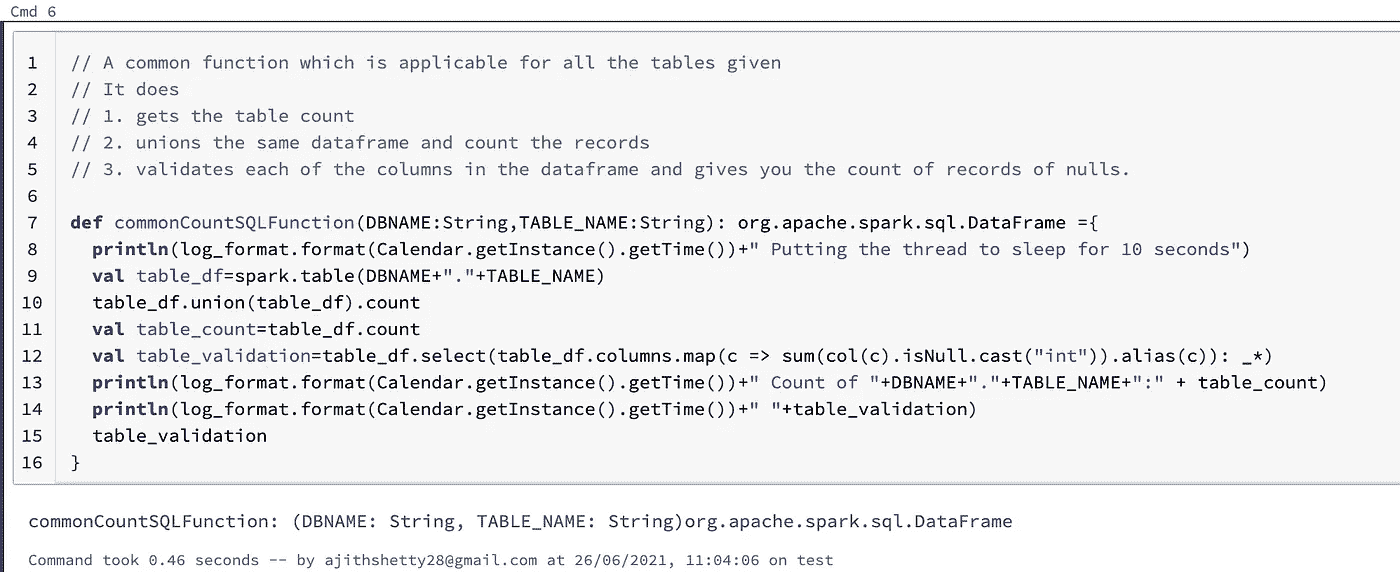 Cmd 6
1 // A common function which is applicable for all the tables given
2 // It does
3 // 1. gets the table count
4 // 2. unions the same dataframe and count the records
5 // 3. validates each of the columns in the dataframe and gives you the count of records of nulls.
6
7 def commonCountSQLFunction(DBNAME:String,TABLE_NAME:String): org.apache.spark.sql.DataFrame ={
8   println(log_format.format(Calendar.getInstance().getTime())+" Putting the thread to sleep for 10 seconds")
9   val table_df=spark.table(DBNAME+"."+TABLE_NAME)
10   table_df.union(table_df).count
11   val table_count=table_df.count
12   val table_validation=table_df.select(table_df.columns.map(c => sum(col(c).isNull.cast("int")).alias(c)): _*)
13   println(log_format.format(Calendar.getInstance().getTime())+" Count of "+DBNAME+"."+TABLE_NAME+":" + table_count)
14   println(log_format.format(Calendar.getInstance().getTime())+" "+table_validation)
15   table_validation
16 }
commonCountSQLFunction: (DBNAME: String, TABLE_NAME: String)org.apache.spark.sql.DataFrame
Command took 0.46 seconds -- by ajithshetty28@gmail.com at 26/06/2021, 11:04:06 on test